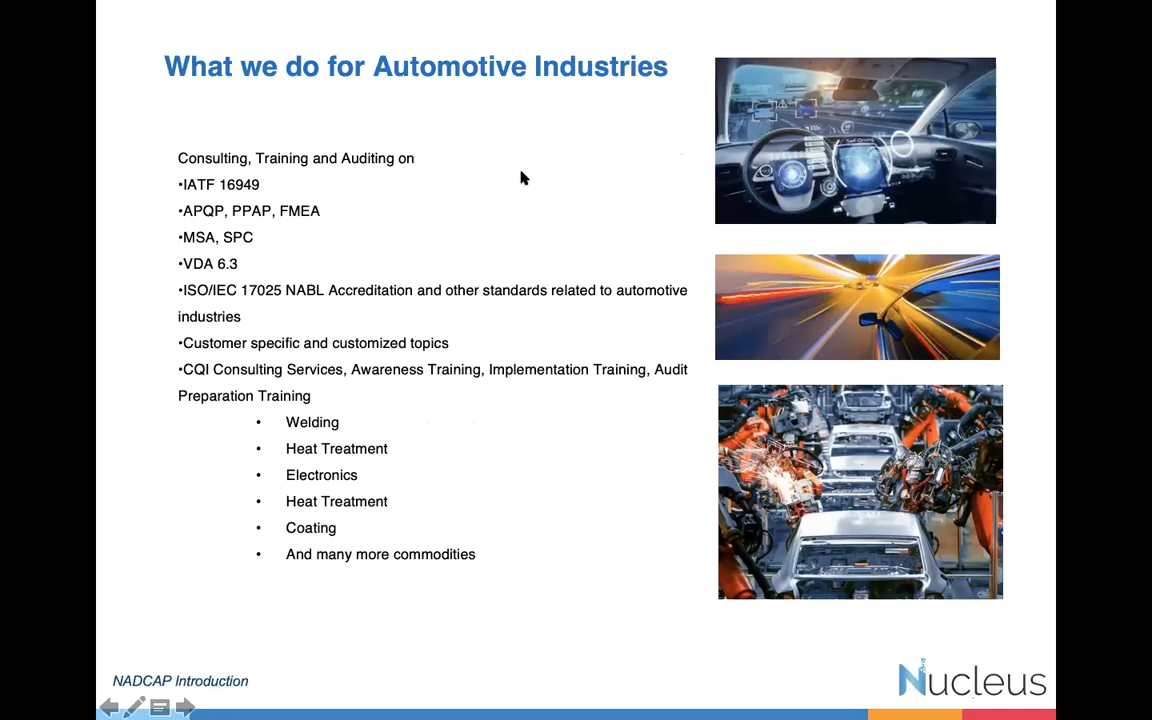 What we do for Automotive Industries
Consulting, Training and Auditing on
•IATF 16949
•APQP, PPAP, FMEA
•MSA, SPC
•VDA 6.3
•ISO/IEC 17025 NABL Accreditation and other standards related to automotive
industries
•Customer specific and customized topics
•CQI Consulting Services, Awareness Training, Implementation Training, Audit
Preparation Training
• Welding
• Heat Treatment
• Electronics
• Heat Treatment
• Coating
• And many more commodities
NADCAP Introduction
Nucleus